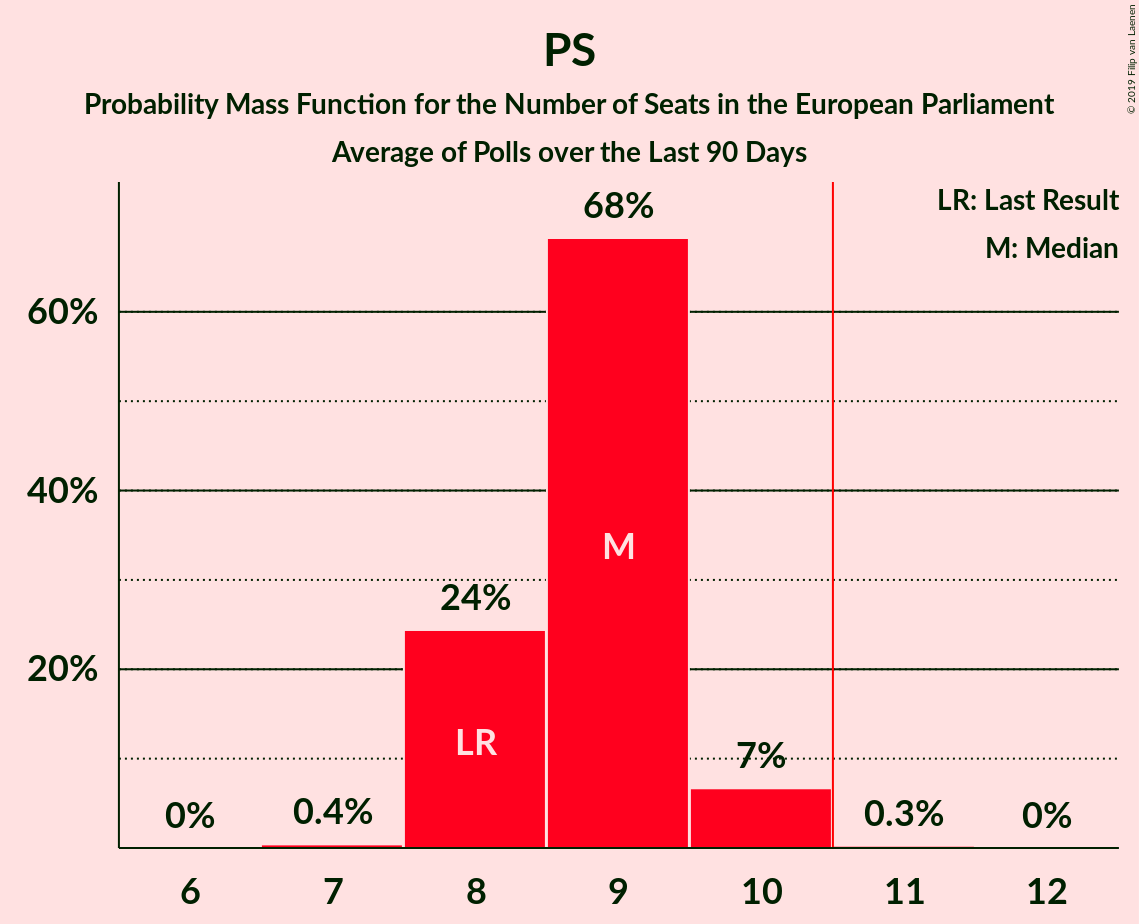 PS
Probability Mass Function for the Number of Seats in the European Parliament
Average of Polls over the Last 90 Days
© 2019 Filip van Laenen
LR: Last Result
M: Median
60%
40%
20%
0%
0.4%
24%
68%
7%
0.3%
0%
LR
M
6
7
8
9
10
11
12